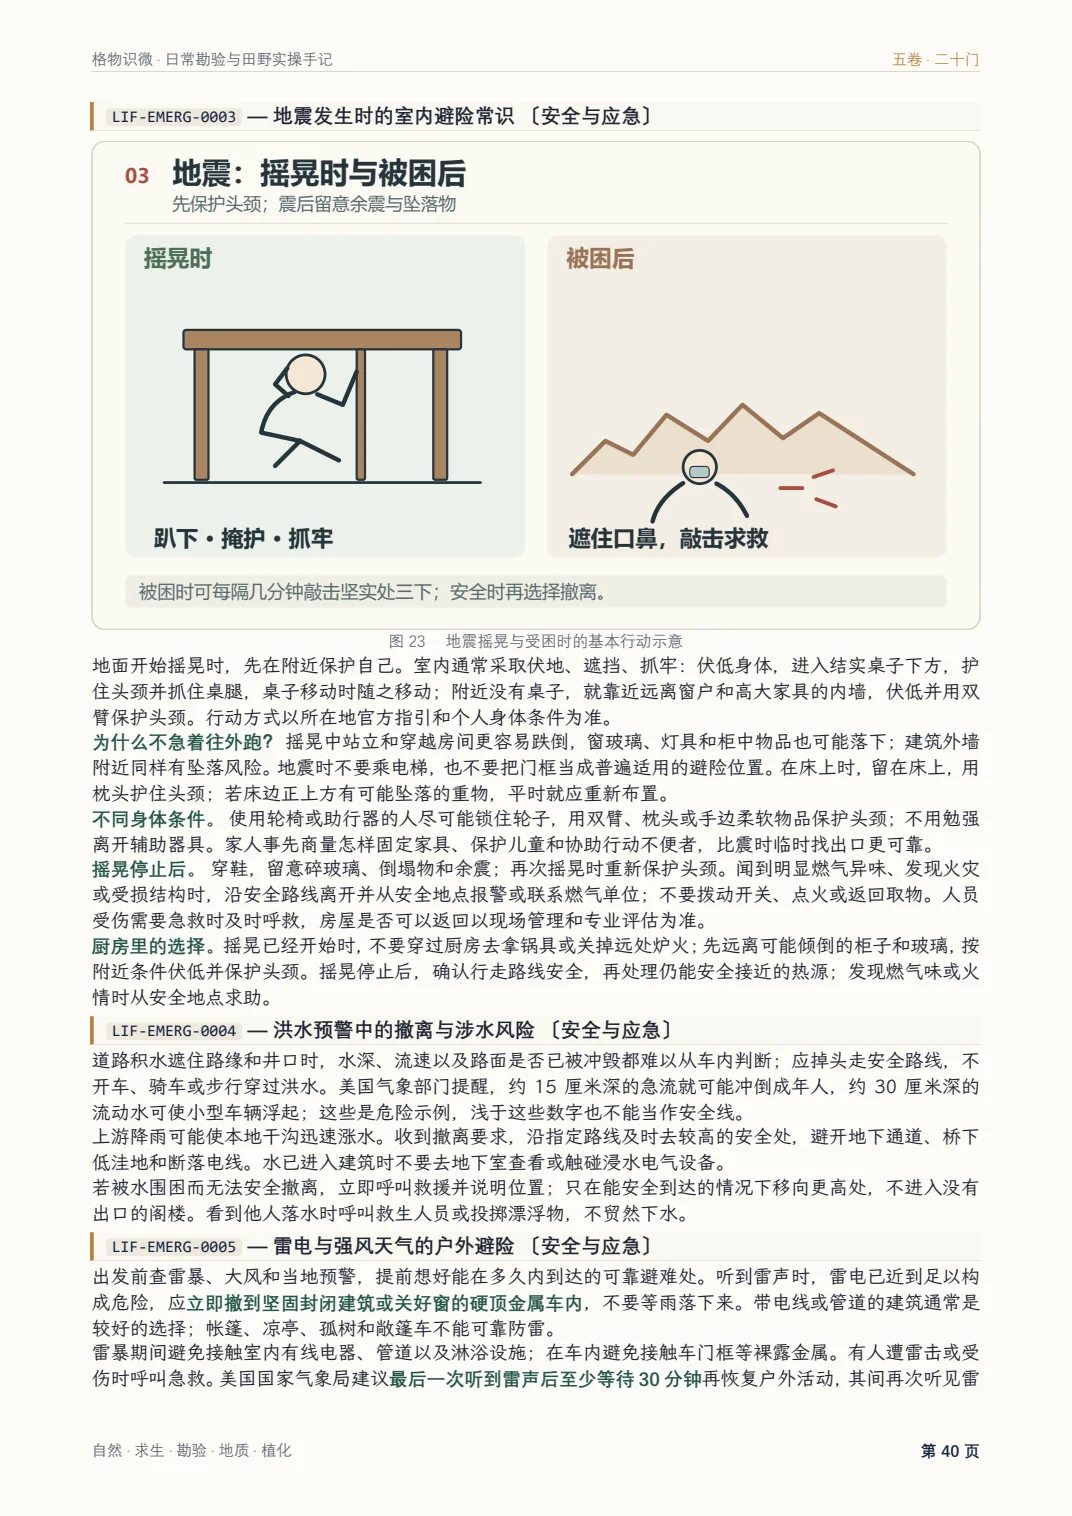 格物识微 · 日常勘验与田野实操手记
五卷 · 二十门
LIF-EMERG-0003 — 地震发生时的室内避险常识 〔安全与应急〕
03 地震：摇晃时与被困后
先保护头颈；震后留意余震与坠落物
摇晃时
被困后
趴下 · 掩护 · 抓牢
遮住口鼻，敲击求救
被困时可每隔几分钟敲击坚实处三下；安全时再选择撤离。
图 23 地震摇晃与受困时的基本行动示意
地面开始摇晃时，先在附近保护自己。室内通常采取伏地、遮挡、抓牢：伏低身体，进入结实桌子下方，护
住头颈并抓住桌腿，桌子移动时随之移动；附近没有桌子，就靠近远离窗户和高大家具的内墙，伏低并用双
臂保护头颈。行动方式以所在地官方指引和个人身体条件为准。
为什么不急着往外跑？ 摇晃中站立和穿越房间更容易跌倒，窗玻璃、灯具和柜中物品也可能落下；建筑外墙
附近同样有坠落风险。地震时不要乘电梯，也不要把门框当成普遍适用的避险位置。在床上时，留在床上，用
枕头护住头颈；若床边正上方有可能坠落的重物，平时就应重新布置。
不同身体条件。 使用轮椅或助行器的人尽可能锁住轮子，用双臂、枕头或手边柔软物品保护头颈；不用勉强
离开辅助器具。家人事先商量怎样固定家具、保护儿童和协助行动不便者，比震时临时找出口更可靠。
摇晃停止后。 穿鞋，留意碎玻璃、倒塌物和余震；再次摇晃时重新保护头颈。闻到明显燃气异味、发现火灾
或受损结构时，沿安全路线离开并从安全地点报警或联系燃气单位；不要拨动开关、点火或返回取物。人员
受伤需要急救时及时呼救，房屋是否可以返回以现场管理和专业评估为准。
厨房里的选择。摇晃已经开始时，不要穿过厨房去拿锅具或关掉远处炉火；先远离可能倾倒的柜子和玻璃，按
附近条件伏低并保护头颈。摇晃停止后，确认行走路线安全，再处理仍能安全接近的热源；发现燃气味或火
情时从安全地点求助。
LIF-EMERG-0004 — 洪水预警中的撤离与涉水风险 〔安全与应急〕
道路积水遮住路缘和井口时，水深、流速以及路面是否已被冲毁都难以从车内判断；应掉头走安全路线，不
开车、骑车或步行穿过洪水。美国气象部门提醒，约 15 厘米深的急流就可能冲倒成年人，约 30 厘米深的
流动水可使小型车辆浮起；这些是危险示例，浅于这些数字也不能当作安全线。
上游降雨可能使本地干沟迅速涨水。收到撤离要求，沿指定路线及时去较高的安全处，避开地下通道、桥下
低洼地和断落电线。水已进入建筑时不要去地下室查看或触碰浸水电气设备。
若被水围困而无法安全撤离，立即呼叫救援并说明位置；只在能安全到达的情况下移向更高处，不进入没有
出口的阁楼。看到他人落水时呼叫救生人员或投掷漂浮物，不贸然下水。
LIF-EMERG-0005 — 雷电与强风天气的户外避险 〔安全与应急〕
出发前查雷暴、大风和当地预警，提前想好能在多久内到达的可靠避难处。听到雷声时，雷电已近到足以构
成危险，应立即撤到坚固封闭建筑或关好窗的硬顶金属车内，不要等雨落下来。带电线或管道的建筑通常是
较好的选择；帐篷、凉亭、孤树和敞篷车不能可靠防雷。
雷暴期间避免接触室内有线电器、管道以及淋浴设施；在车内避免接触车门框等裸露金属。有人遭雷击或受
伤时呼叫急救。美国国家气象局建议最后一次听到雷声后至少等待 30 分钟再恢复户外活动，其间再次听见雷
自然 · 求生 · 勘验 · 地质 · 植化
第 40 页